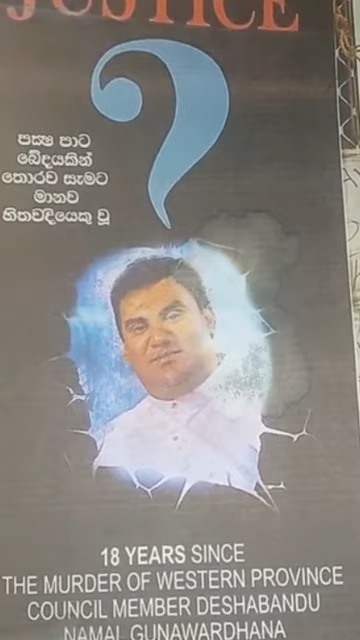 JUSTICE
?
පක්ෂ පාට
බේදයකින්
තොරව සැමට
මානව
හිතවාදියෙකු වූ
18 YEARS SINCE
THE MURDER OF WESTERN PROVINCE
COUNCIL MEMBER DESHABANDU
NAMAL GUNAWARDHANA